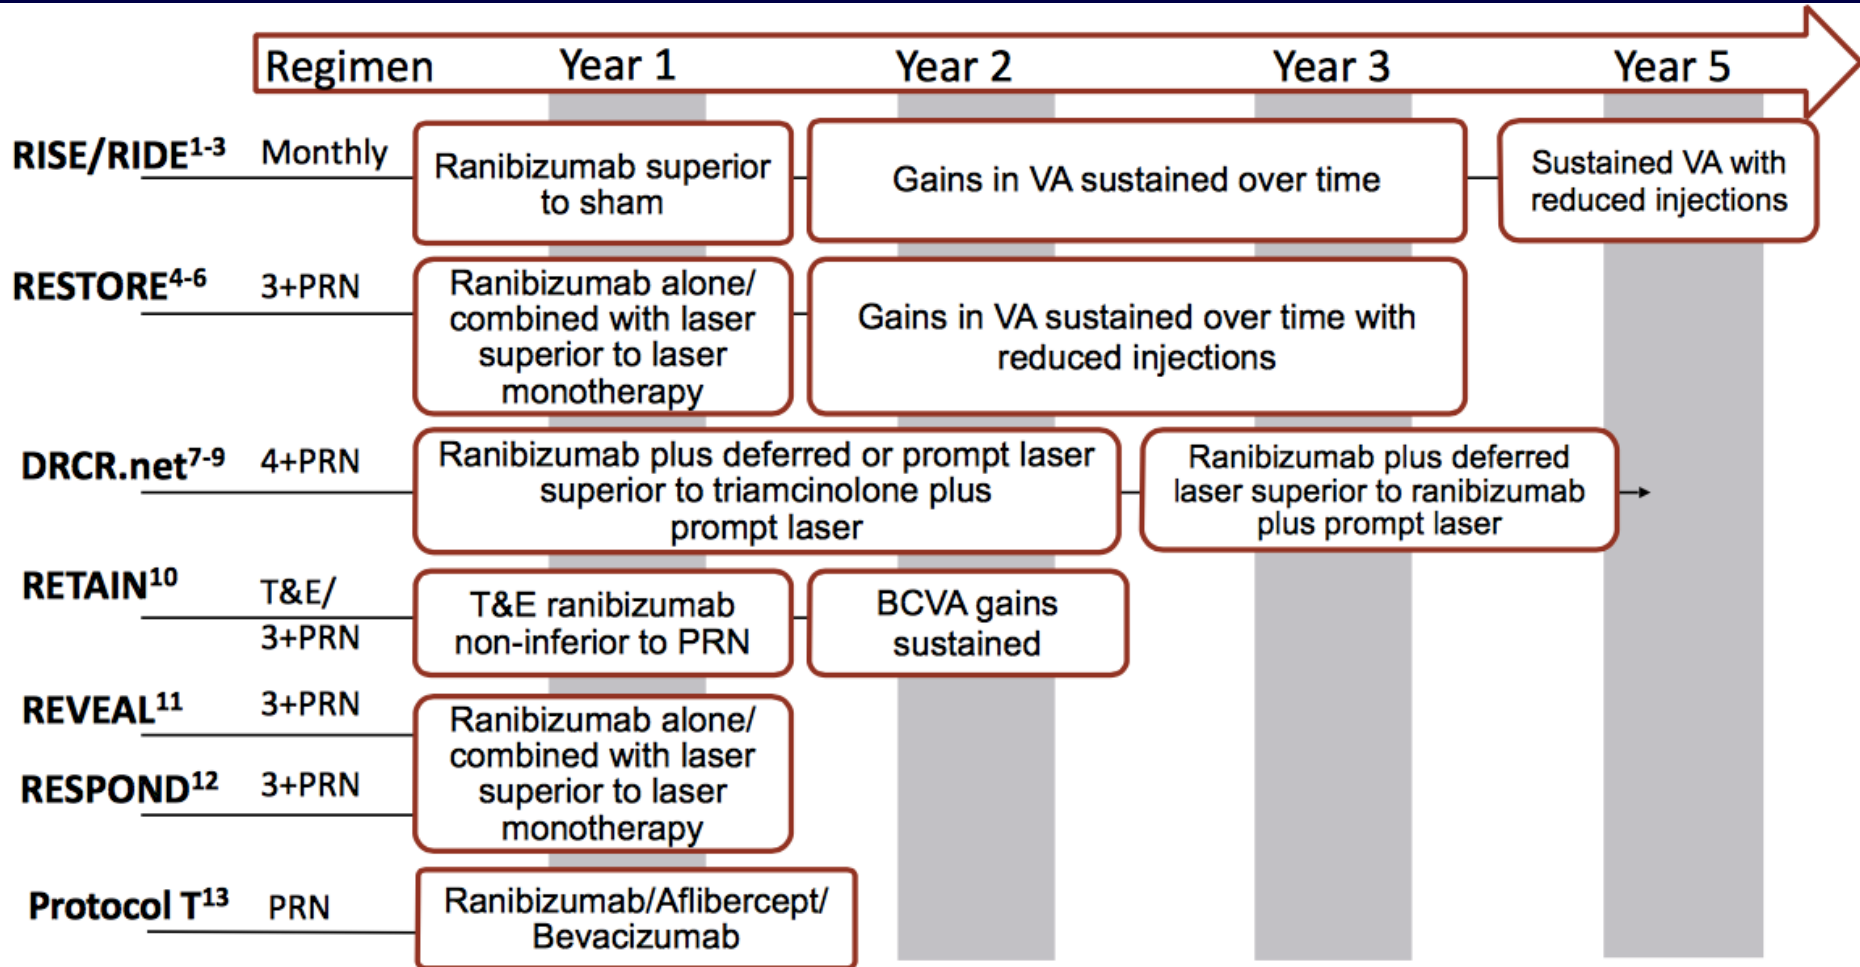 Regimen Year 1 Year 2 Year 3 Year 5
RISE/RIDE1-3 Monthly
Ranibizumab superior
to sham
Gains in VA sustained over time
Sustained VA with
reduced injections
RESTORE4-6 3+PRN
Ranibizumab alone/
combined with laser
superior to laser
monotherapy
Gains in VA sustained over time with
reduced injections
DRCR.net7-9 4+PRN
Ranibizumab plus deferred or prompt laser
superior to triamcinolone plus
prompt laser
Ranibizumab plus deferred
laser superior to ranibizumab
plus prompt laser
RETAIN10 T&E/
3+PRN
T&E ranibizumab
non-inferior to PRN
BCVA gains
sustained
REVEAL11 3+PRN
RESPOND12 3+PRN
Ranibizumab alone/
combined with laser
superior to laser
monotherapy
Protocol T13 PRN
Ranibizumab/Aflibercept/
Bevacizumab